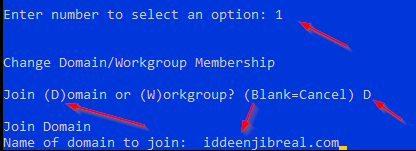 Enter number to select an option: 1
Change Domain/Workgroup Membership
Join (D)omain or (W)orkgroup? (Blank=Cancel) D
Join Domain
Name of domain to join:  iddeenjibreal.com